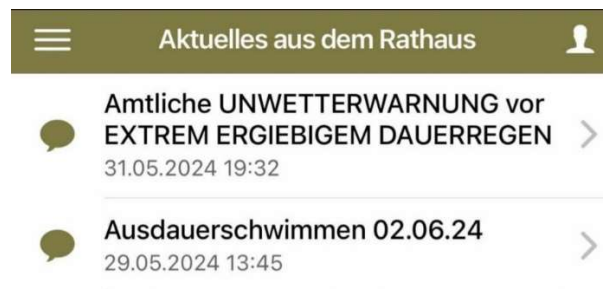 Aktuelles aus dem Rathaus
Amtliche UNWETTERWARNUNG vor
EXTREM ERGIEBIGEM DAUERREGEN
31.05.2024 19:32
Ausdauerschwimmen 02.06.24
29.05.2024 13:45